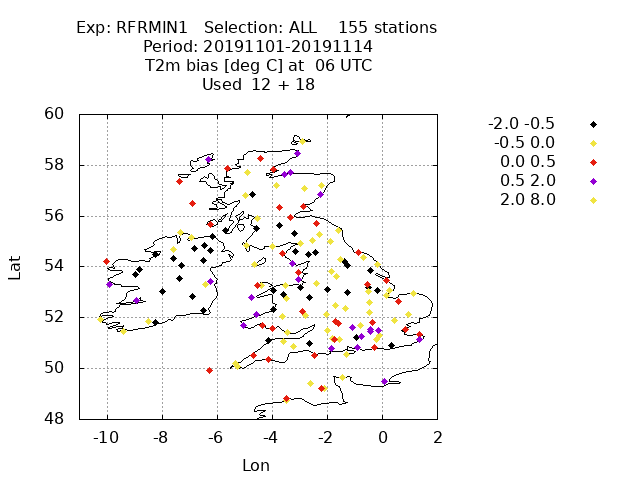 Exp: RFRMIN1 Selection: ALL 155 stations
Period: 20191101-20191114
T2m bias [deg C] at 06 UTC
Used 12 + 18
-2.0 -0.5
-0.5 0.0
0.0 0.5
0.5 2.0
2.0 8.0
60
58
56
54
52
50
48
Lat
-10 -8 -6 -4 -2 0 2
Lon